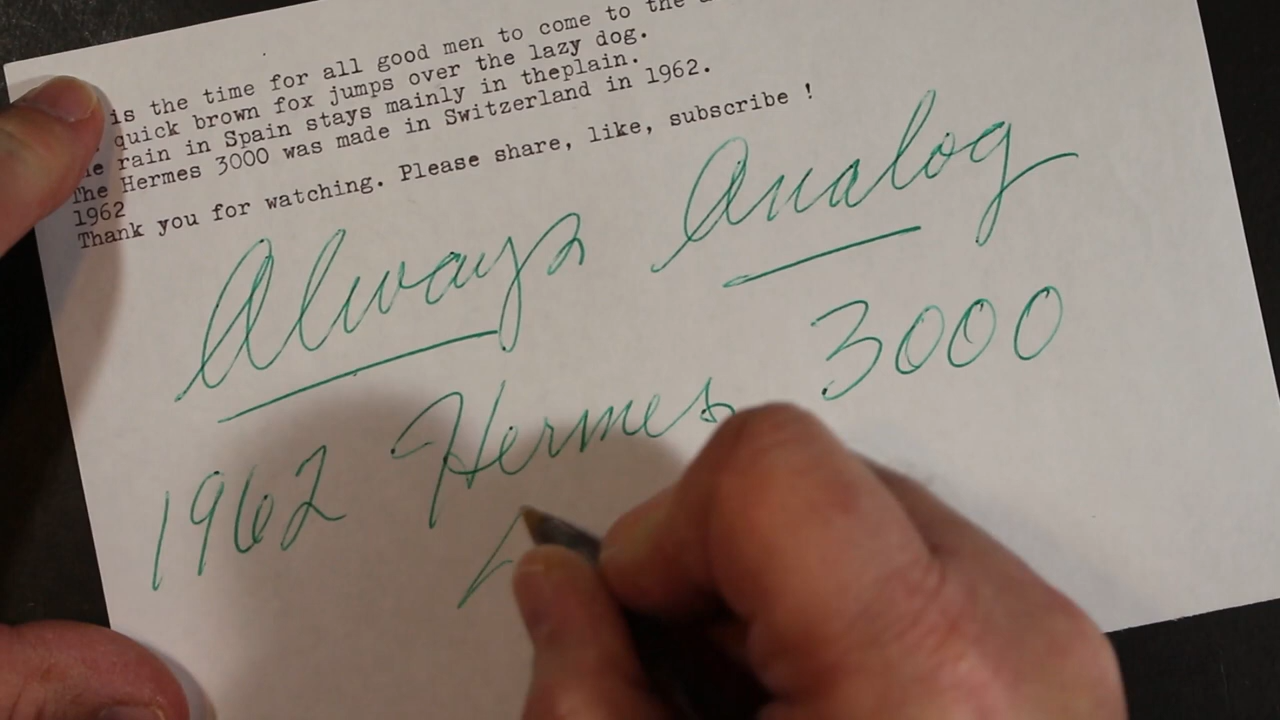 is the time for all good men to come to the
quick brown fox jumps over the lazy dog.
rain in Spain stays mainly in theplain.
The Hermes 3000 was made in Switzerland in 1962.
1962
Thank you for watching. Please share, like, subscribe !
Always Analog
1962 Hermes 3000